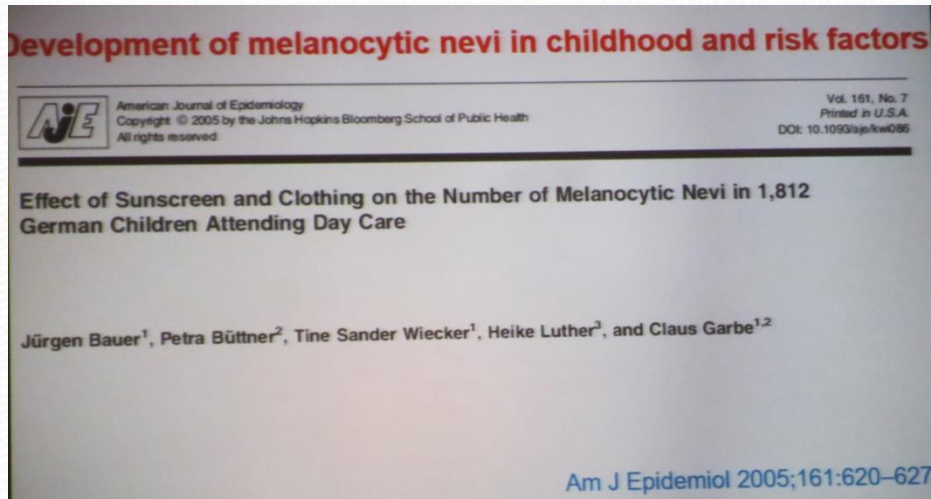 Development of melanocytic nevi in childhood and risk factors
AJE
American Journal of Epidemiology
Copyright © 2005 by the Johns Hopkins Bloomberg School of Public Health
All rights reserved
Vol. 161, No. 7
Printed in U.S.A.
DOI: 10.1093/aje/kwi086
Effect of Sunscreen and Clothing on the Number of Melanocytic Nevi in 1,812
German Children Attending Day Care
Jürgen Bauer¹, Petra Büttner², Tine Sander Wiecker¹, Heike Luther³, and Claus Garbe¹,²
Am J Epidemiol 2005;161:620–627